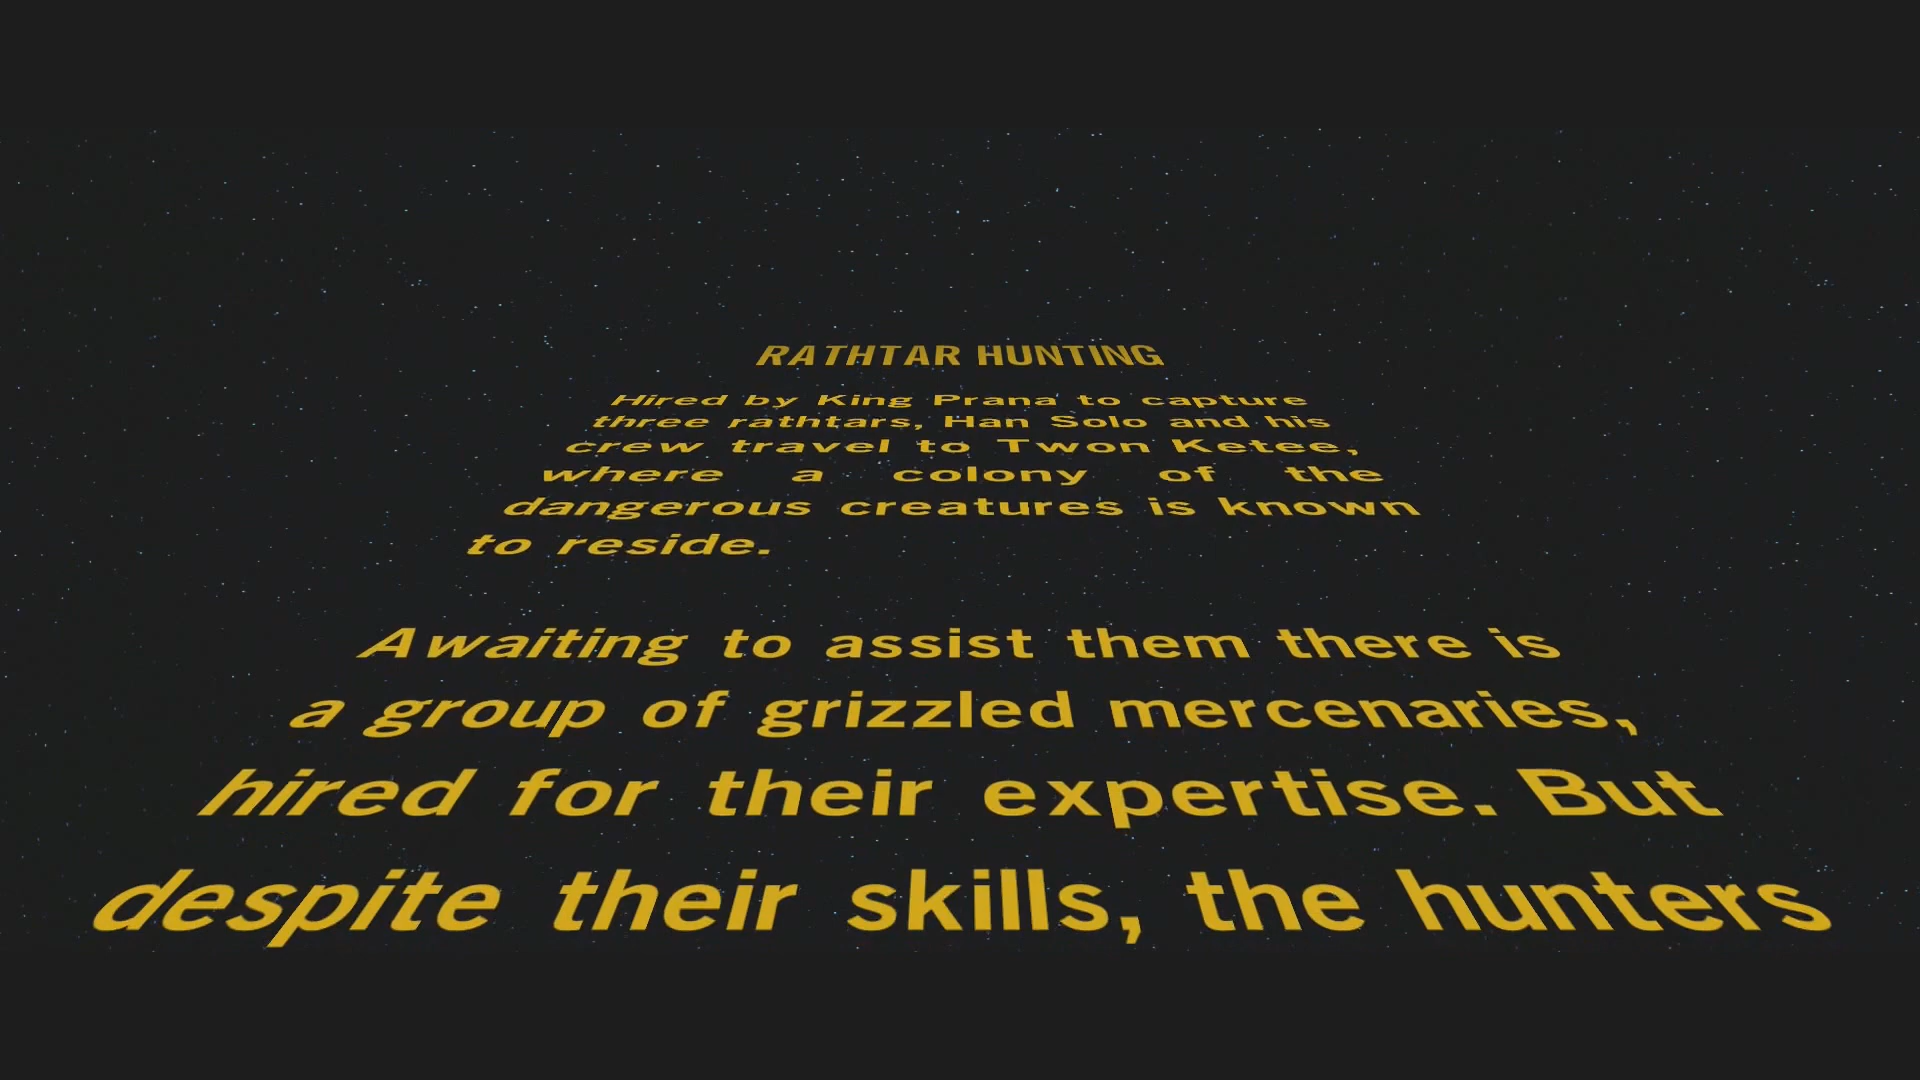 RATHTAR HUNTING
Hired by King Prana to capture
three rathtars, Han Solo and his
crew travel to Twon Ketee,
where a colony of the
dangerous creatures is known
to reside.
Awaiting to assist them there is
a group of grizzled mercenaries,
hired for their expertise. But
despite their skills, the hunters